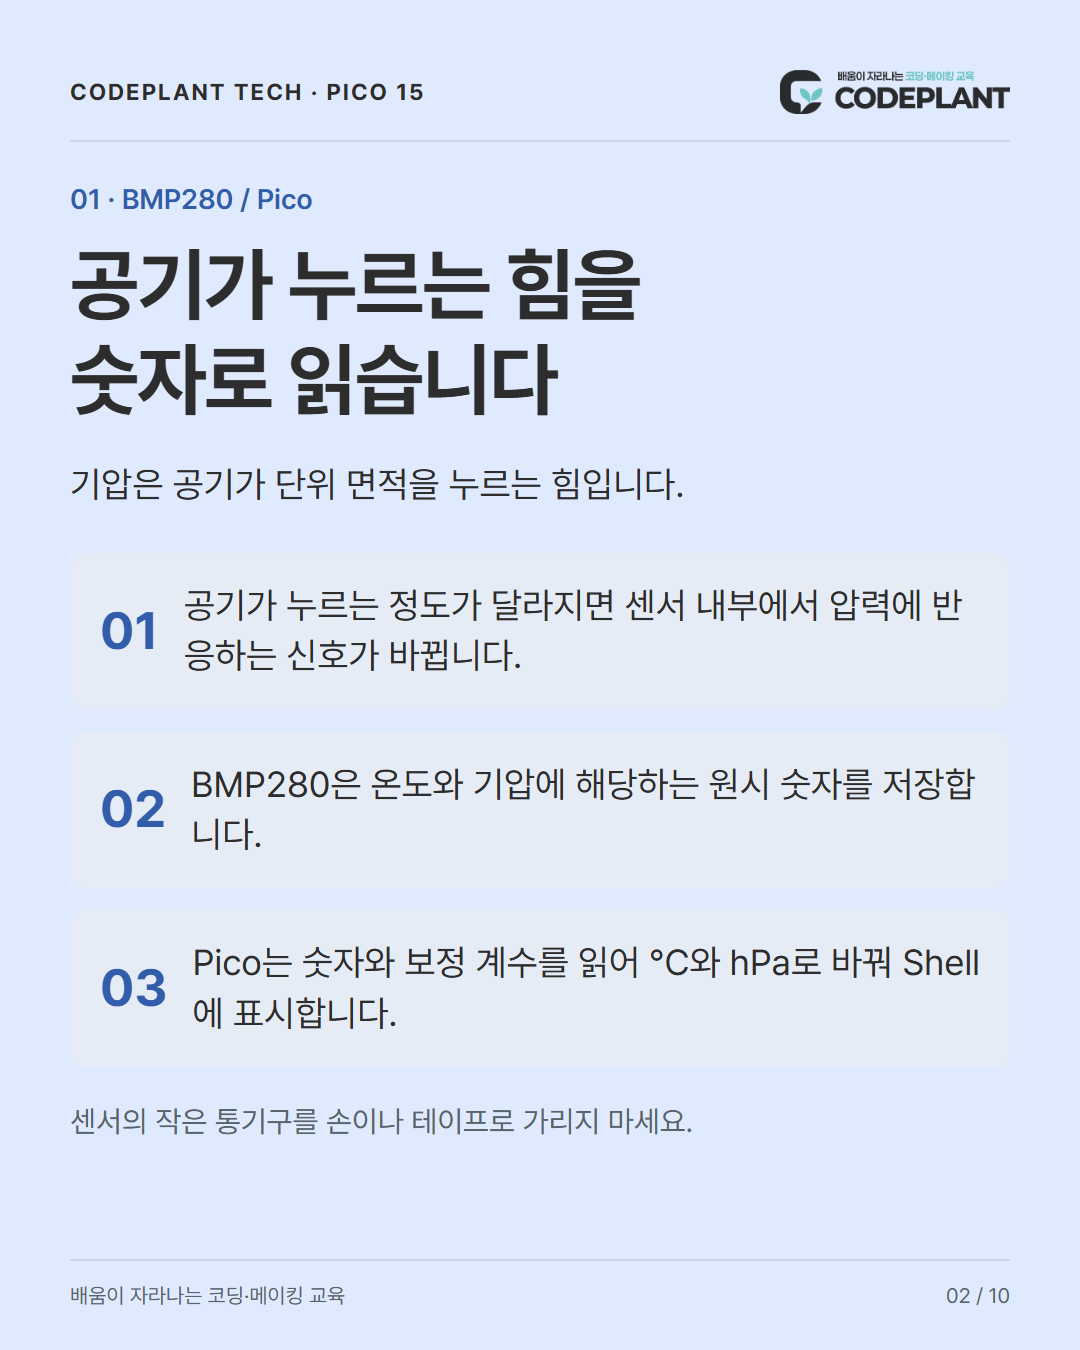 CODEPLANT TECH · PICO 15
배움이 자라나는 코딩·메이킹 교육
CODEPLANT
01 · BMP280 / Pico
공기가 누르는 힘을
숫자로 읽습니다
기압은 공기가 단위 면적을 누르는 힘입니다.
01
공기가 누르는 정도가 달라지면 센서 내부에서 압력에 반
응하는 신호가 바뀝니다.
02
BMP280은 온도와 기압에 해당하는 원시 숫자를 저장합
니다.
03
Pico는 숫자와 보정 계수를 읽어 °C와 hPa로 바꿔 Shell
에 표시합니다.
센서의 작은 통기구를 손이나 테이프로 가리지 마세요.
배움이 자라나는 코딩·메이킹 교육
02 / 10